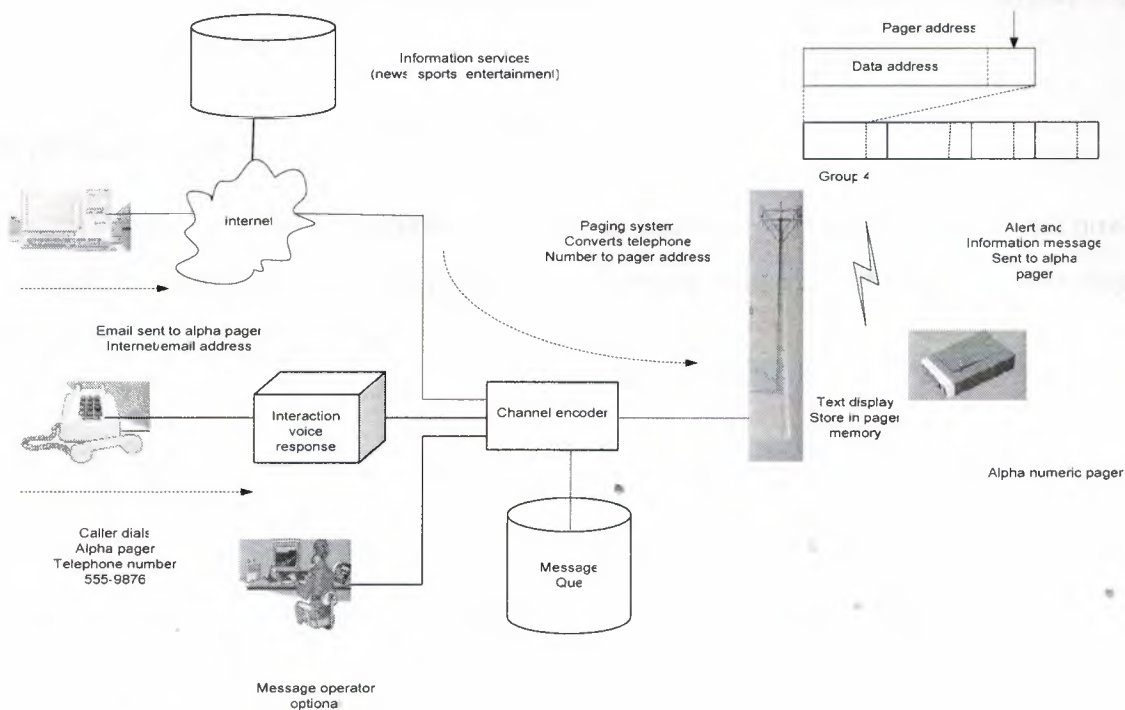 Information services
(news sports entertainment)
Pager address
Data address
Group 4
Internet
Paging system
Converts telephone
Number to pager address
Alert and
Information message
Sent to alpha
pager
Email sent to alpha pager
Internet/email address
Interaction
voice
response
Channel encoder
Text display
Store in pager
memory
Alpha numeric pager
Caller dials
Alpha pager
Telephone number
555-9876
Message
Que
Message operator
optiona